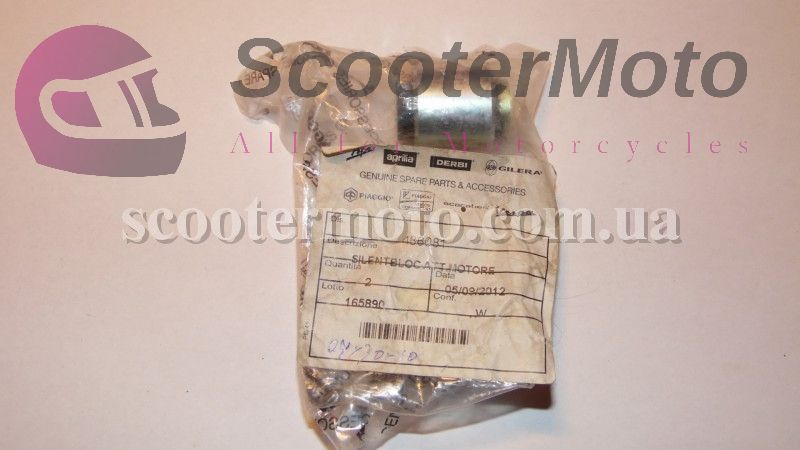 ScooterMoto
All for Motorcycles
aprilia DERBI GILERA
GENUINE SPARE PARTS & ACCESSORIES
PIAGGIO
scootermoto.com.ua
Descrizione
SILENTBLOC ATT.MOTORE
Quantità 2 Data 05/09/2012
Lotto 165890 Conf. W